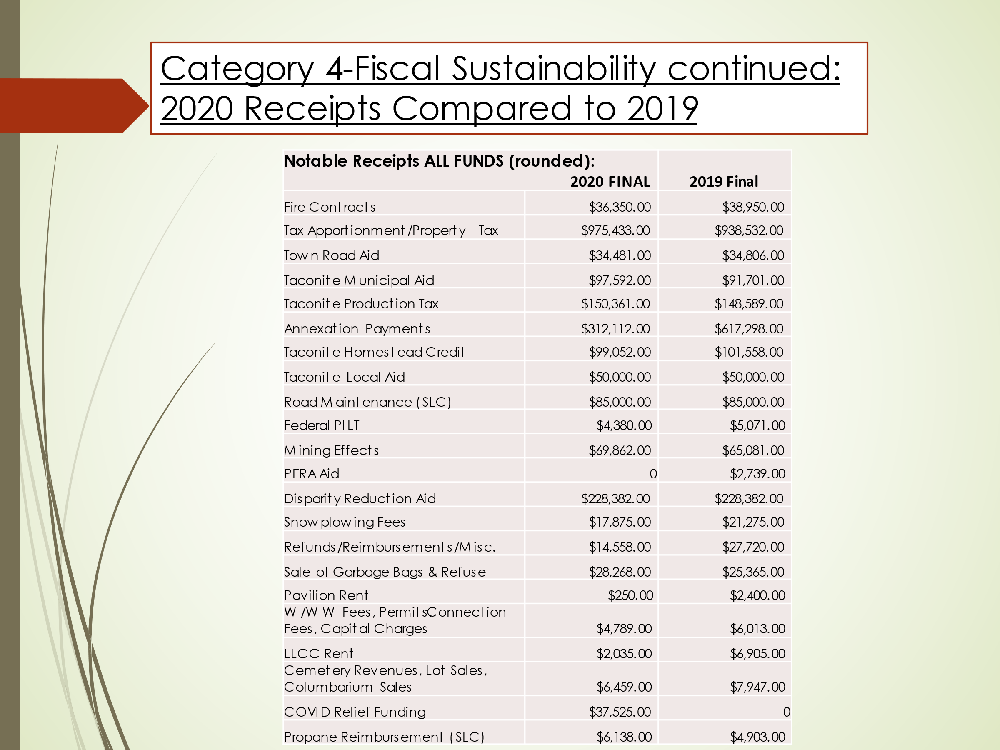 Category 4-Fiscal Sustainability continued:
2020 Receipts Compared to 2019
Notable Receipts ALL FUNDS (rounded):
2020 FINAL 2019 Final
Fire Contracts $36,350.00 $38,950.00
Tax Apportionment/Property Tax $975,433.00 $938,532.00
Town Road Aid $34,481.00 $34,806.00
Taconite Municipal Aid $97,592.00 $91,701.00
Taconite Production Tax $150,361.00 $148,589.00
Annexation Payments $312,112.00 $617,298.00
Taconite Homestead Credit $99,052.00 $101,558.00
Taconite Local Aid $50,000.00 $50,000.00
Road Maintenance (SLC) $85,000.00 $85,000.00
Federal PILT $4,380.00 $5,071.00
Mining Effects $69,862.00 $65,081.00
PERA Aid 0 $2,739.00
Disparity Reduction Aid $228,382.00 $228,382.00
Snowplowing Fees $17,875.00 $21,275.00
Refunds/Reimbursements/Misc. $14,558.00 $27,720.00
Sale of Garbage Bags & Refuse $28,268.00 $25,365.00
Pavilion Rent $250.00 $2,400.00
W/WW Fees, Permits,Connection
Fees, Capital Charges $4,789.00 $6,013.00
LLCC Rent $2,035.00 $6,905.00
Cemetery Revenues, Lot Sales,
Columbarium Sales $6,459.00 $7,947.00
COVID Relief Funding $37,525.00 0
Propane Reimbursement (SLC) $6,138.00 $4,903.00